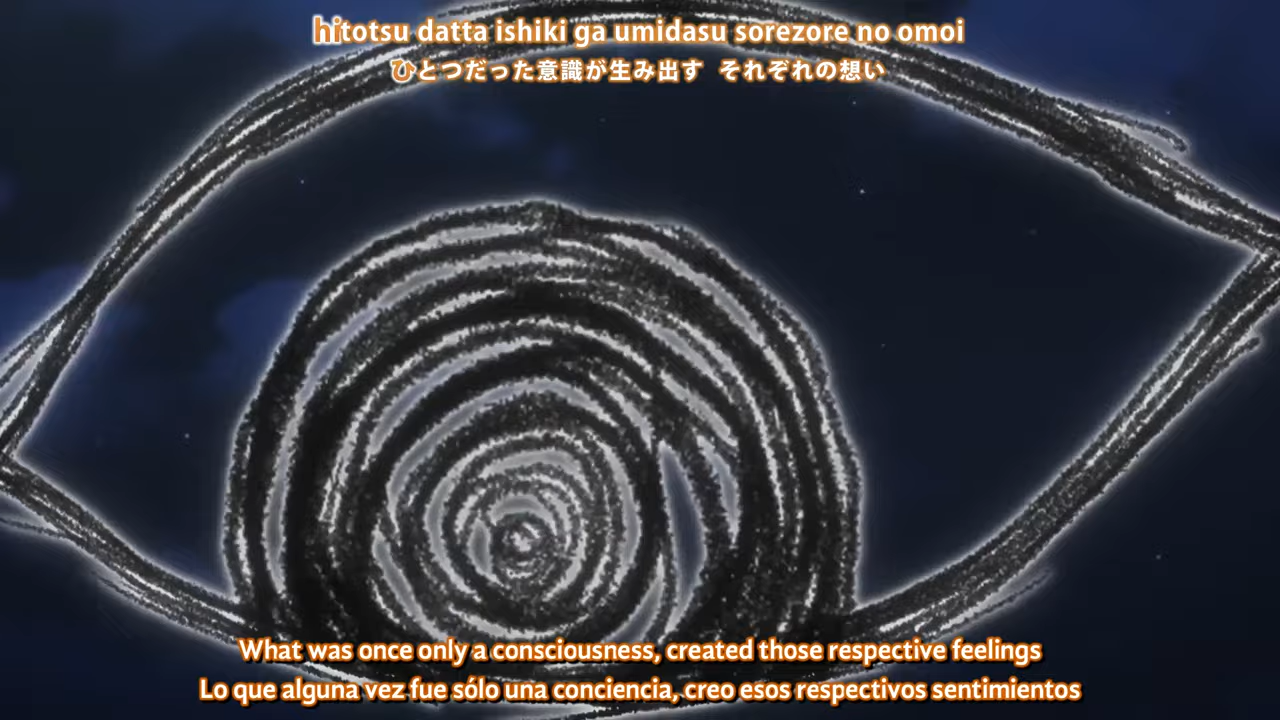 hitotsu datta ishiki ga umidasu sorezore no omoi
ひとつだった意識が生み出す それぞれの想い
What was once only a consciousness, created those respective feelings
Lo que alguna vez fue sólo una conciencia, creo esos respectivos sentimientos